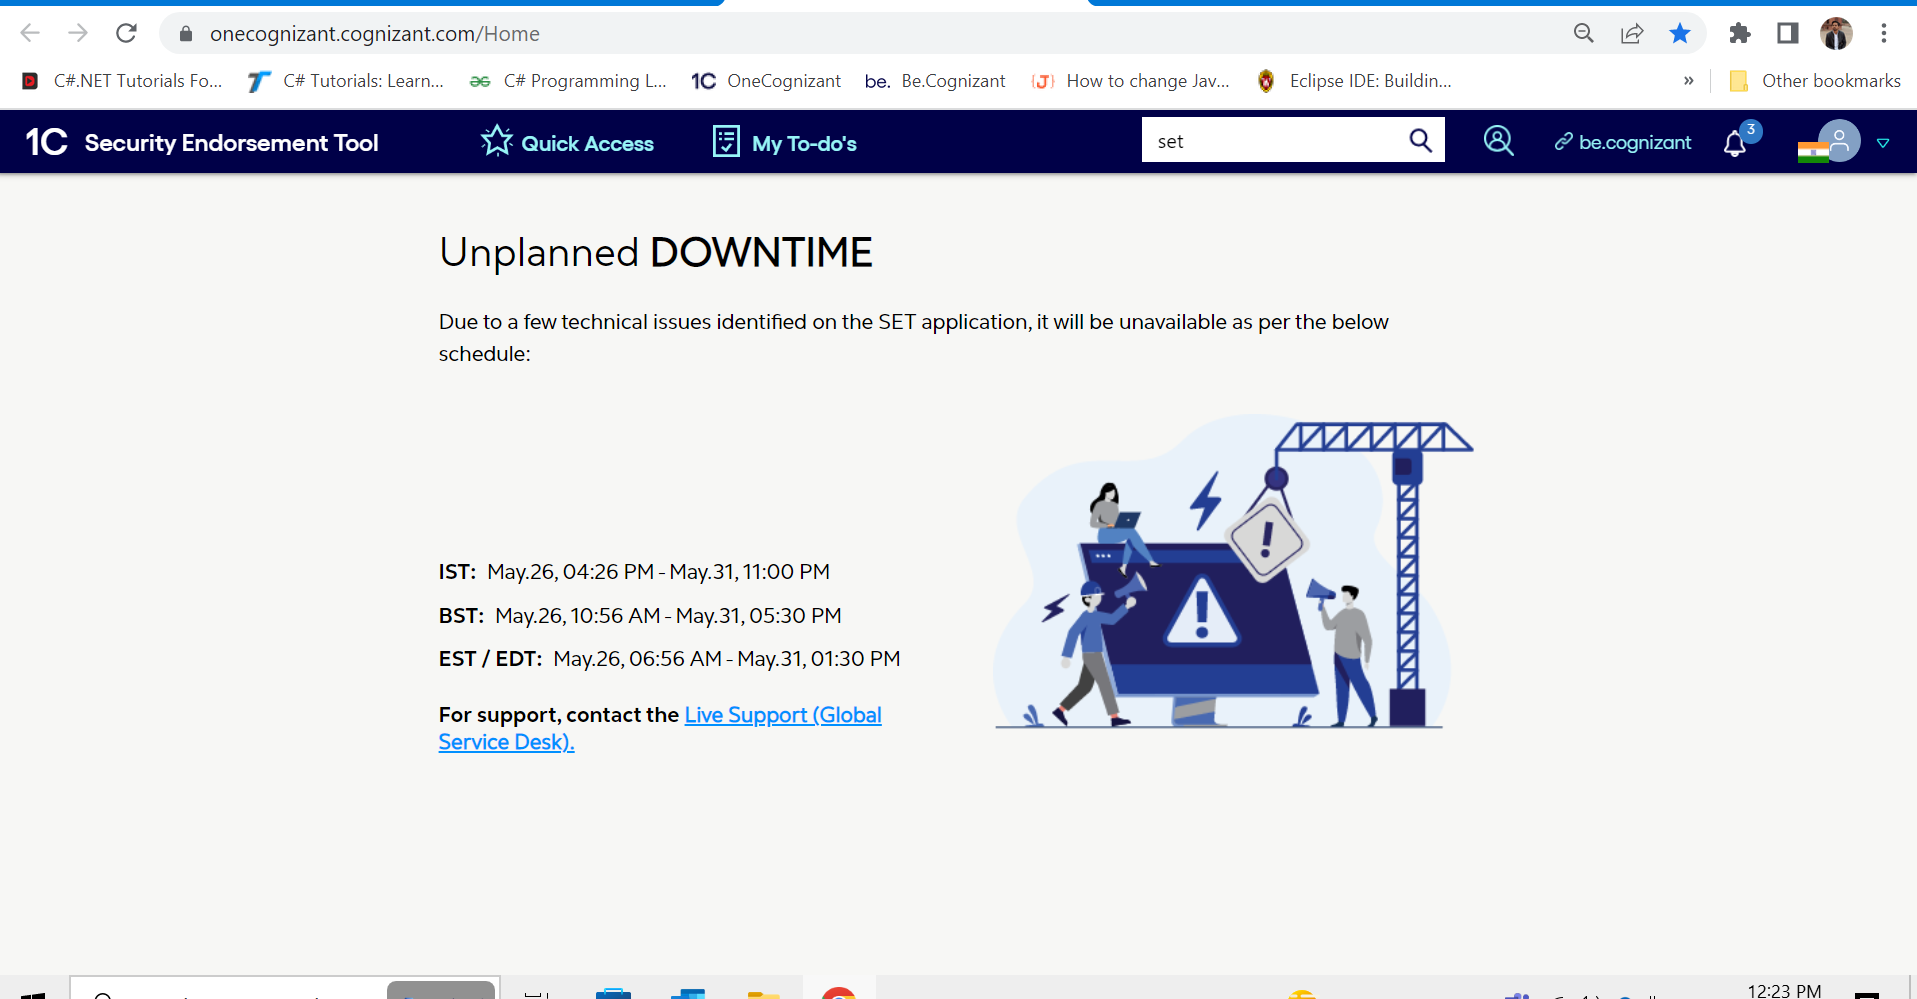 onecognizant.cognizant.com/Home
C#.NET Tutorials Fo... C# Tutorials: Learn... C# Programming L... 1C OneCognizant be. Be.Cognizant {J} How to change Jav... Eclipse IDE: Buildin... » Other bookmarks
1C Security Endorsement Tool Quick Access My To-do's set be.cognizant 3
Unplanned DOWNTIME
Due to a few technical issues identified on the SET application, it will be unavailable as per the below
schedule:
IST: May.26, 04:26 PM - May.31, 11:00 PM
BST: May.26, 10:56 AM - May.31, 05:30 PM
EST / EDT: May.26, 06:56 AM - May.31, 01:30 PM
For support, contact the Live Support (Global
Service Desk).
12:23 PM